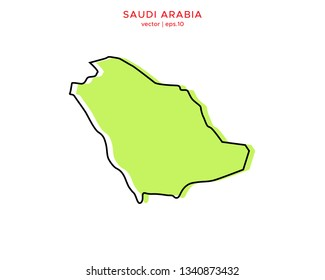 SAUDI ARABIA
vector | eps.10
shutterstock.com · 1340873432